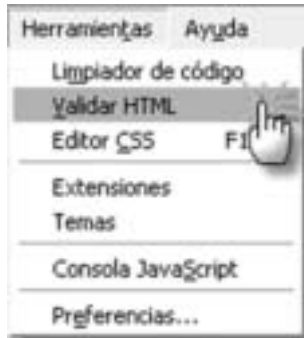 Herramientas Ayuda
Limpiador de código
Validar HTML
Editor CSS
Extensiones
Temas
Consola JavaScript
Preferencias...